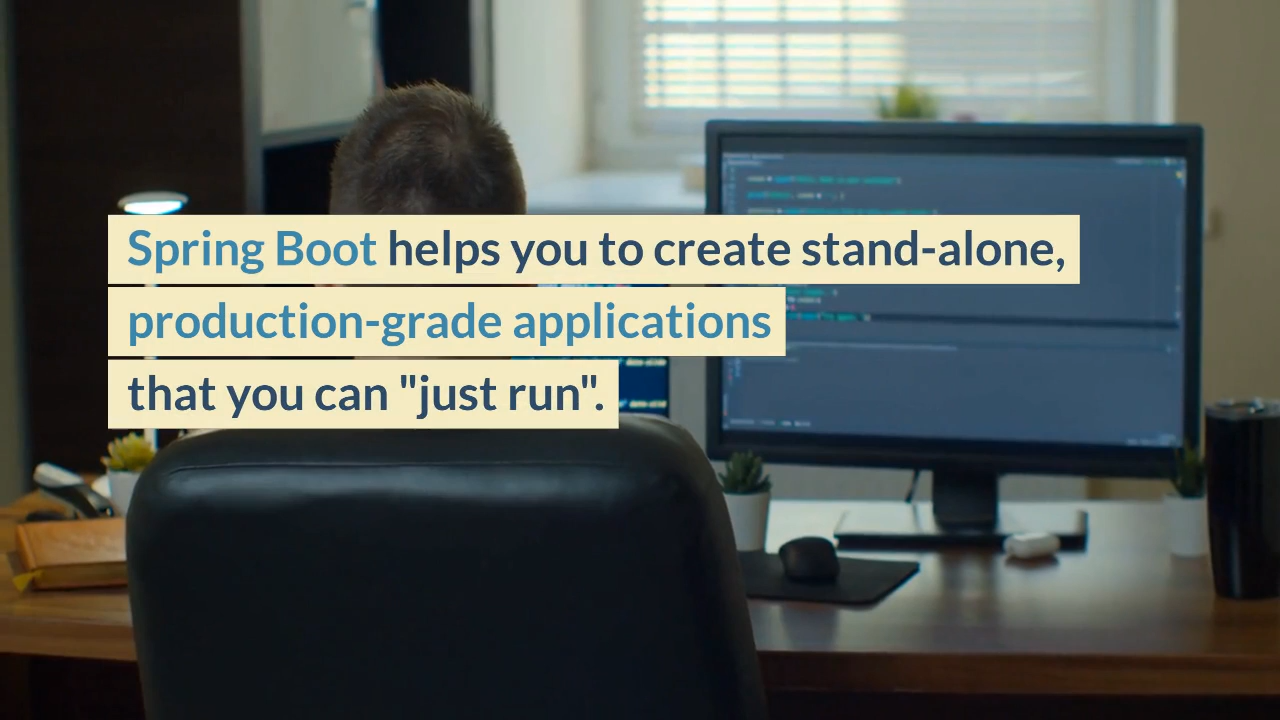 Spring Boot helps you to create stand-alone,
production-grade applications
that you can "just run".